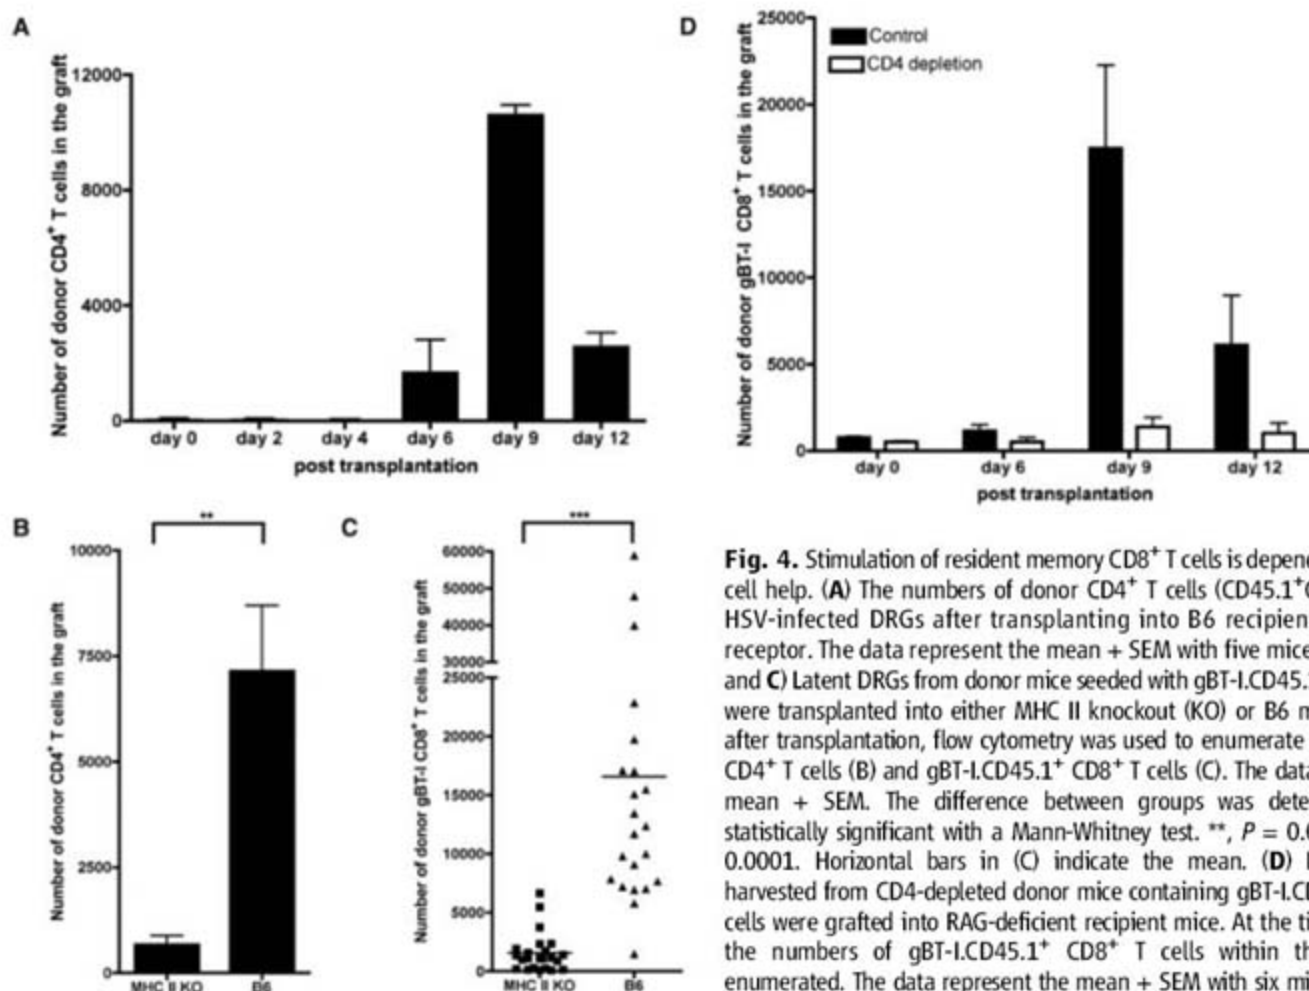 A
Number of donor CD4+ T cells in the graft
12000
8000
4000
0
day 0 day 2 day 4 day 6 day 9 day 12
post transplantation
D
Number of donor gBT-I CD8+ T cells in the graft
25000
20000
15000
10000
5000
0
Control
CD4 depletion
day 0 day 6 day 9 day 12
post transplantation
B
Number of donor CD4+ T cells in the graft
**
10000
7500
5000
2500
0
MHC II KO B6
C
Number of donor gBT-I CD8+ T cells in the graft
***
60000
50000
40000
30000
25000
20000
15000
10000
5000
0
MHC II KO B6
Fig. 4. Stimulation of resident memory CD8+ T cells is depen
cell help. (A) The numbers of donor CD4+ T cells (CD45.1+
HSV-infected DRGs after transplanting into B6 recipien
receptor. The data represent the mean + SEM with five mice
and C) Latent DRGs from donor mice seeded with gBT-I.CD45.
were transplanted into either MHC II knockout (KO) or B6 m
after transplantation, flow cytometry was used to enumerate
CD4+ T cells (B) and gBT-I.CD45.1+ CD8+ T cells (C). The data
mean + SEM. The difference between groups was dete
statistically significant with a Mann-Whitney test. **, P = 0.
0.0001. Horizontal bars in (C) indicate the mean. (D)
harvested from CD4-depleted donor mice containing gBT-I.C
cells were grafted into RAG-deficient recipient mice. At the ti
the numbers of gBT-I.CD45.1+ CD8+ T cells within th
enumerated. The data represent the mean + SEM with six mi